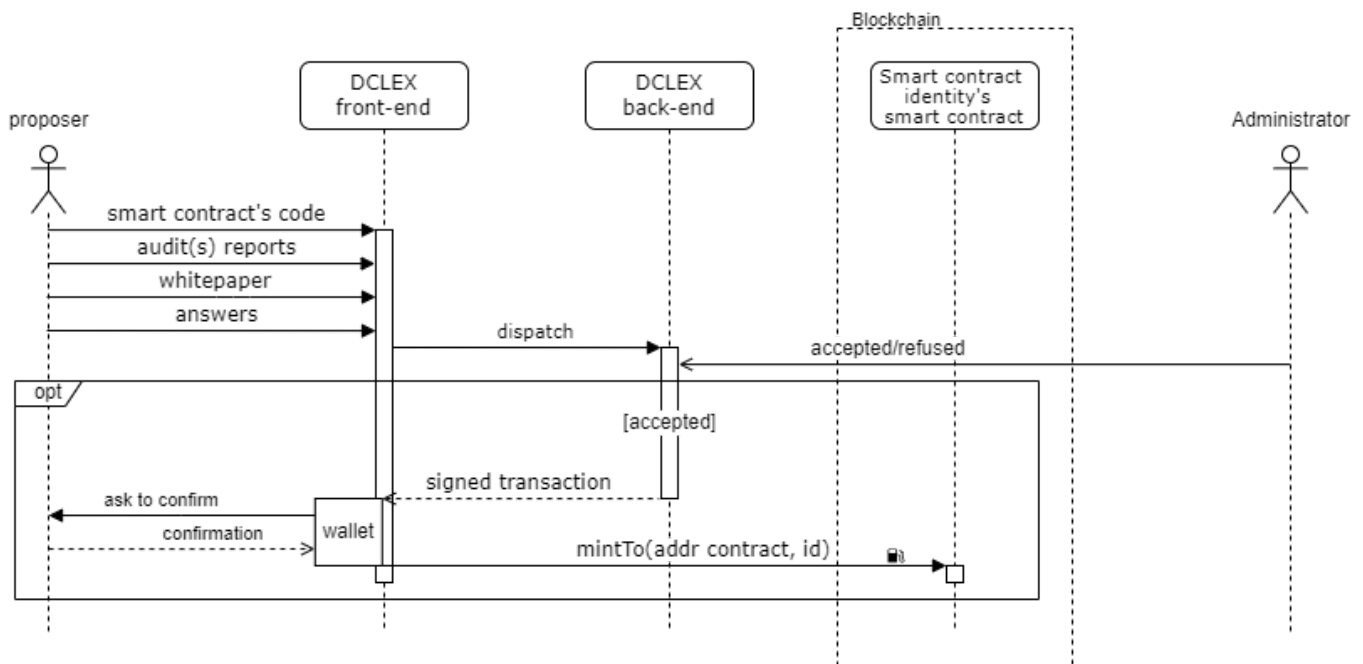 Blockchain
DCLEX
front-end
DCLEX
back-end
Smart contract
identity's
smart contract
proposer
Administrator
smart contract's code
audit(s) reports
whitepaper
answers
dispatch
accepted/refused
opt
[accepted]
signed transaction
ask to confirm
wallet
confirmation
mintTo(addr contract, id)